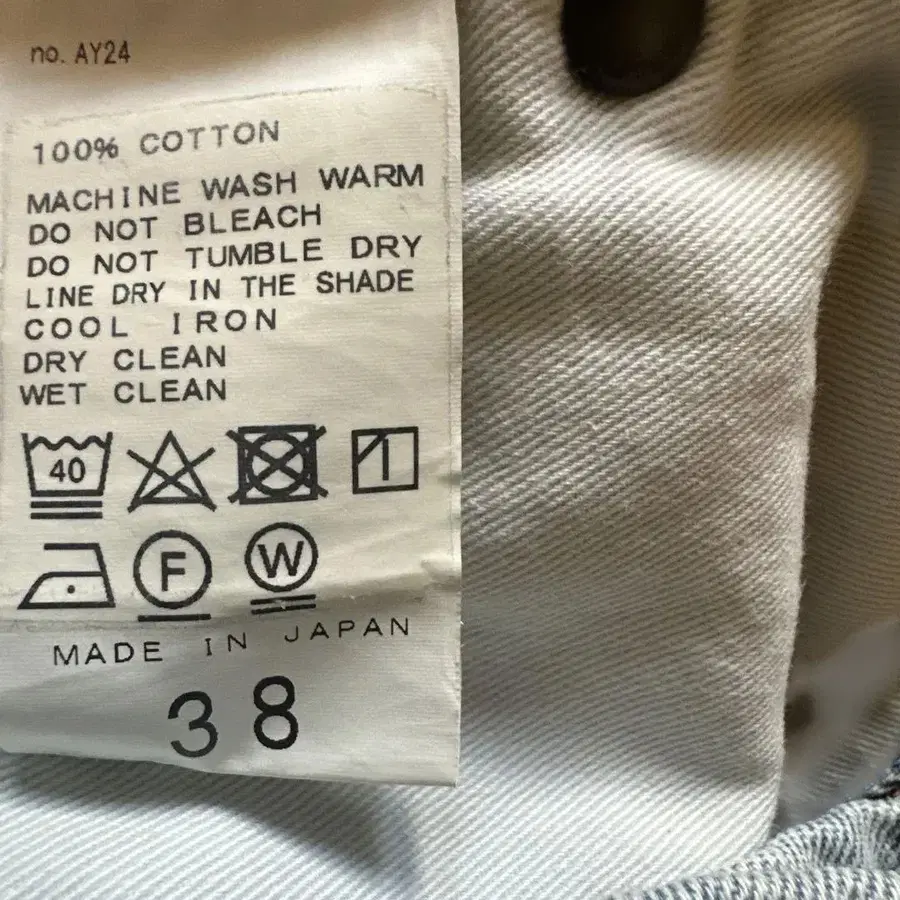 no. AY24
100% COTTON
MACHINE WASH WARM
DO NOT BLEACH
DO NOT TUMBLE DRY
LINE DRY IN THE SHADE
COOL IRON
DRY CLEAN
WET CLEAN
40
F W
MADE IN JAPAN
38